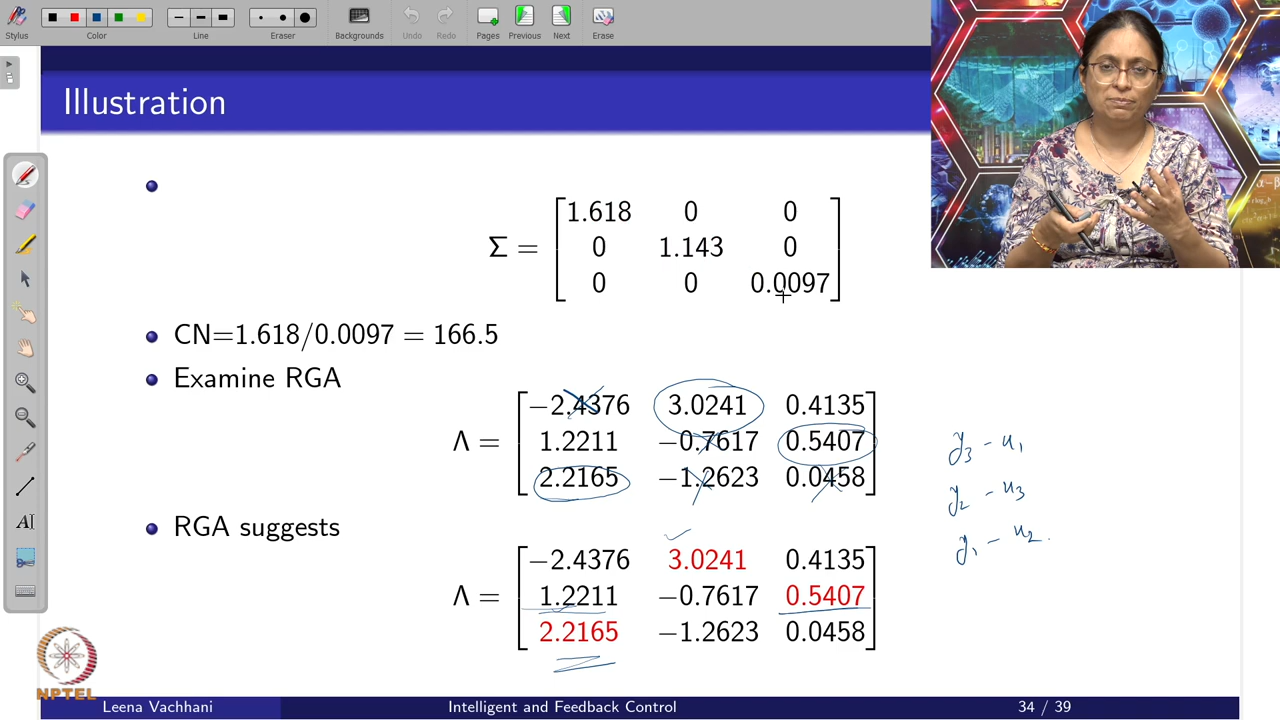 Stylus Color Line Eraser Backgrounds Undo Redo Pages Previous Next Erase
Illustration
Σ = [1.618 0 0
0 1.143 0
0 0 0.0097]
CN=1.618/0.0097 = 166.5
Examine RGA
Λ = [−2.4376 3.0241 0.4135
1.2211 −0.7617 0.5407
2.2165 −1.2623 0.0458]
y₃ - u₁
y₂ - u₃
y₁ - u₂.
RGA suggests
Λ = [−2.4376 3.0241 0.4135
1.2211 −0.7617 0.5407
2.2165 −1.2623 0.0458]
NPTEL
Leena Vachhani Intelligent and Feedback Control 34 / 39